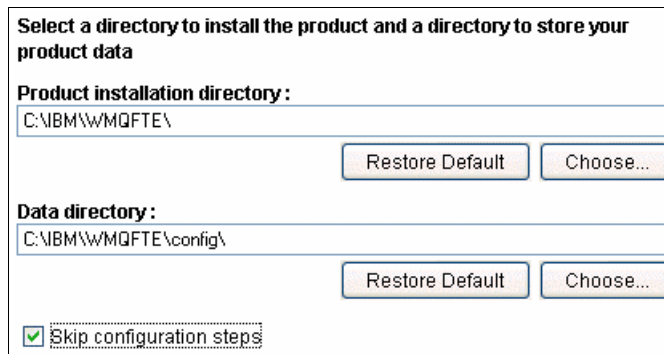 Select a directory to install the product and a directory to store your
product data
Product installation directory :
C:\IBM\WMQFTE\
Restore Default
Choose...
Data directory :
C:\IBM\WMQFTE\config\
Restore Default
Choose...
Skip configuration steps